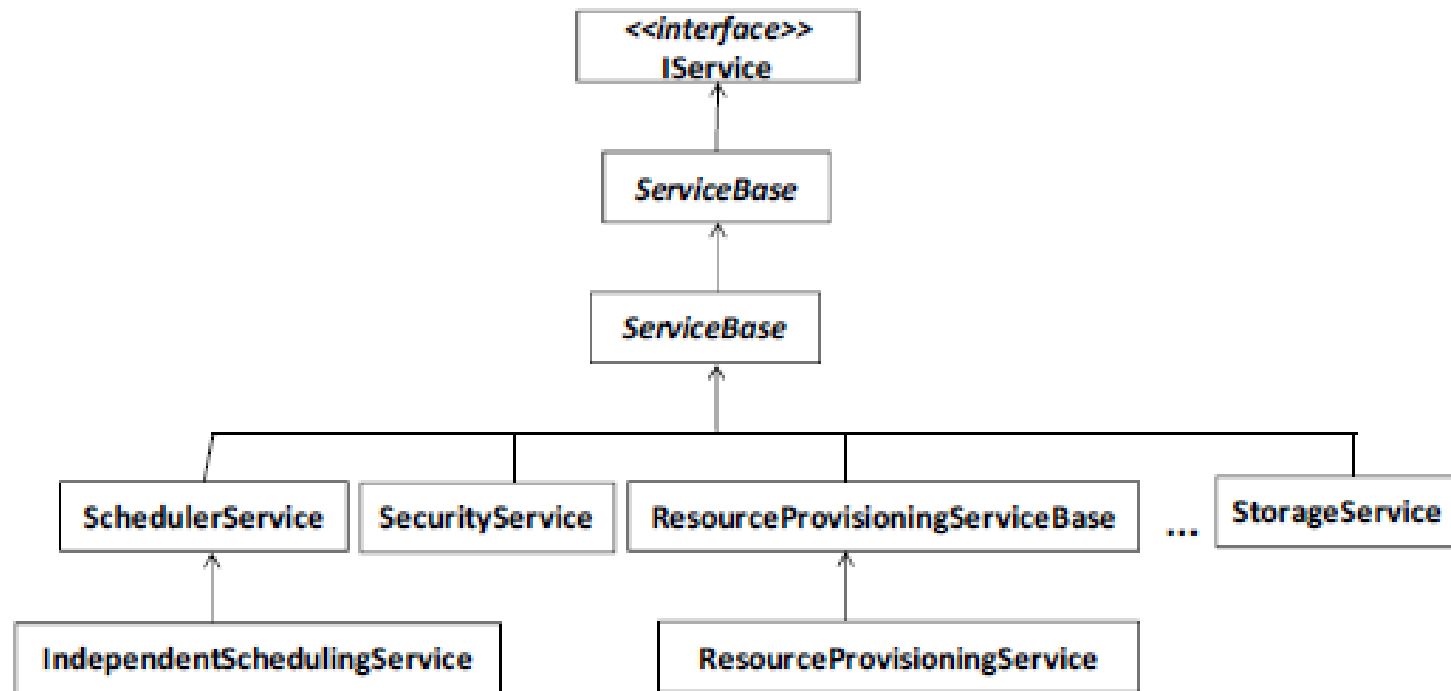 <<interface>>
IService
ServiceBase
ServiceBase
SchedulerService
SecurityService
ResourceProvisioningServiceBase
...
StorageService
IndependentSchedulingService
ResourceProvisioningService